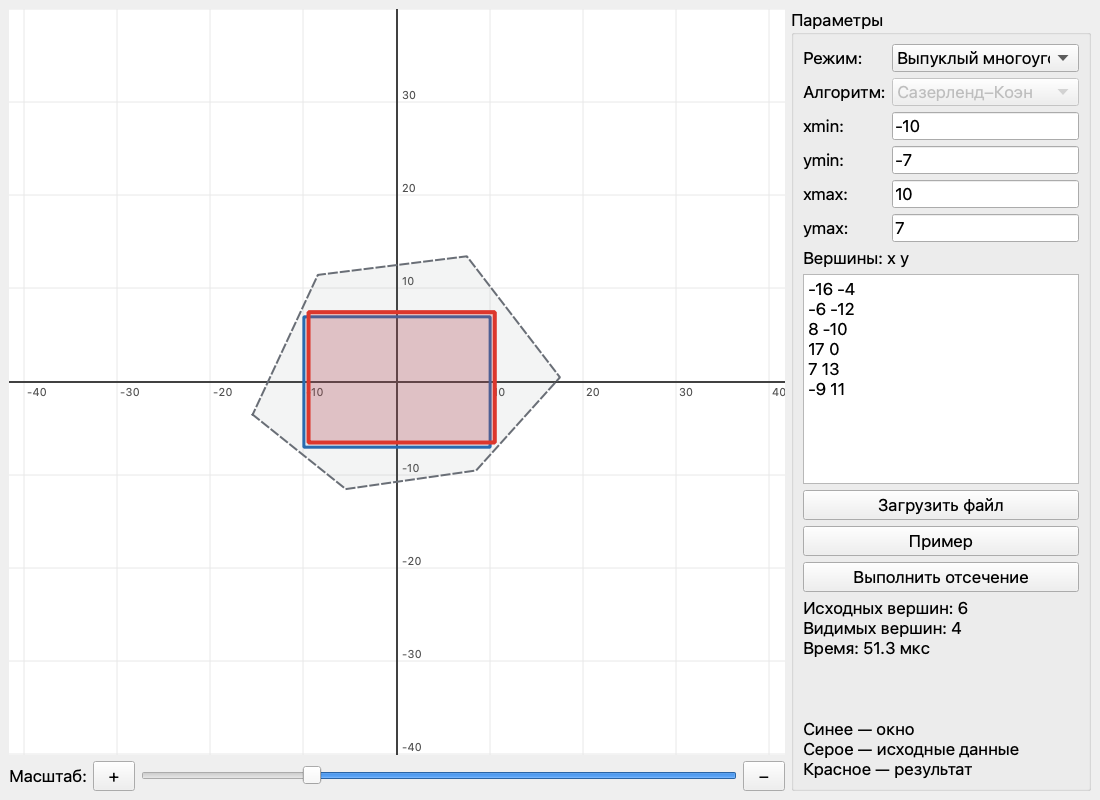 Параметры
Режим: Выпуклый многоуг
Алгоритм: Сазерленд–Коэн
xmin: -10
ymin: -7
xmax: 10
ymax: 7
Вершины: x y
-16 -4
-6 -12
8 -10
17 0
7 13
-9 11
Загрузить файл
Пример
Выполнить отсечение
Исходных вершин: 6
Видимых вершин: 4
Время: 51.3 мкс
Синее — окно
Серое — исходные данные
Красное — результат
30
20
10
-40 -30 -20 10 0 20 30 40
-10
-20
-30
-40
Масштаб: + −